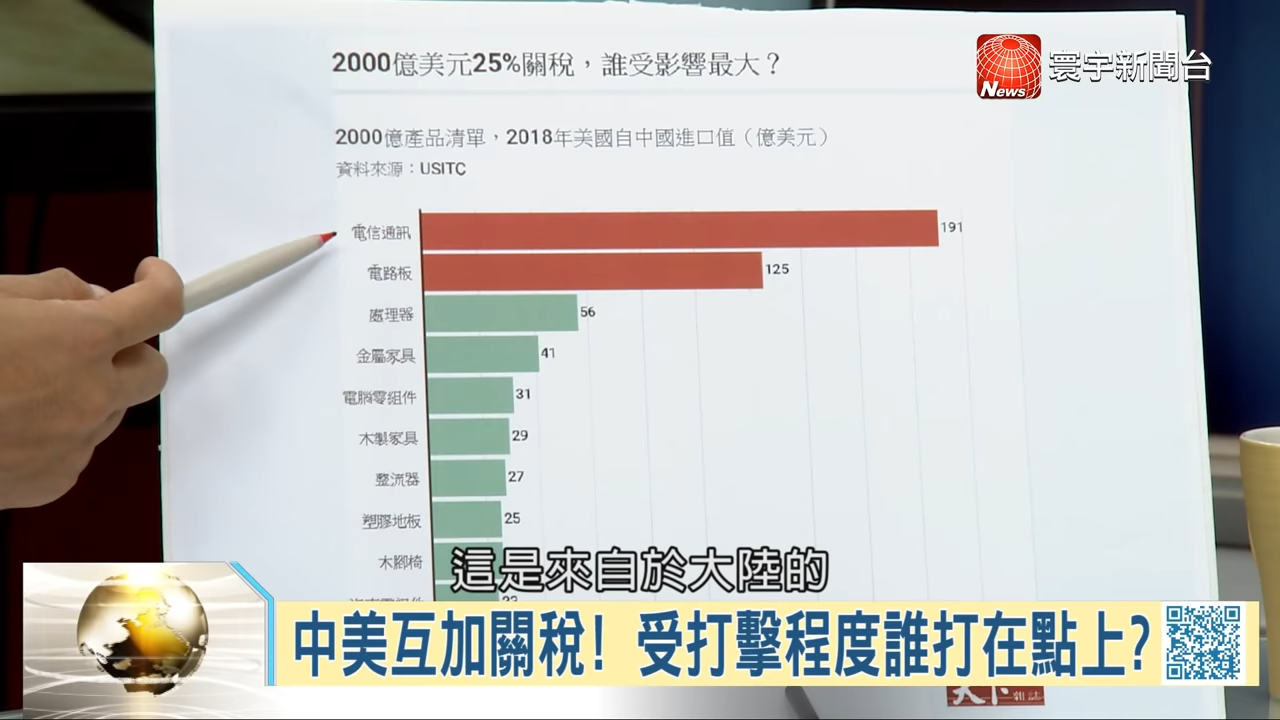 2000億美元25%關稅，誰受影響最大？
News 寰宇新聞台
2000億產品清單，2018年美國自中國進口值（億美元）
資料來源：USITC
電信通訊 191
電路板 125
處理器 56
金屬家具 41
電腦零組件 31
木製家具 29
整流器 27
塑膠地板 25
木腳椅
這是來自於大陸的
中美互加關稅! 受打擊程度誰打在點上?
天下雜誌